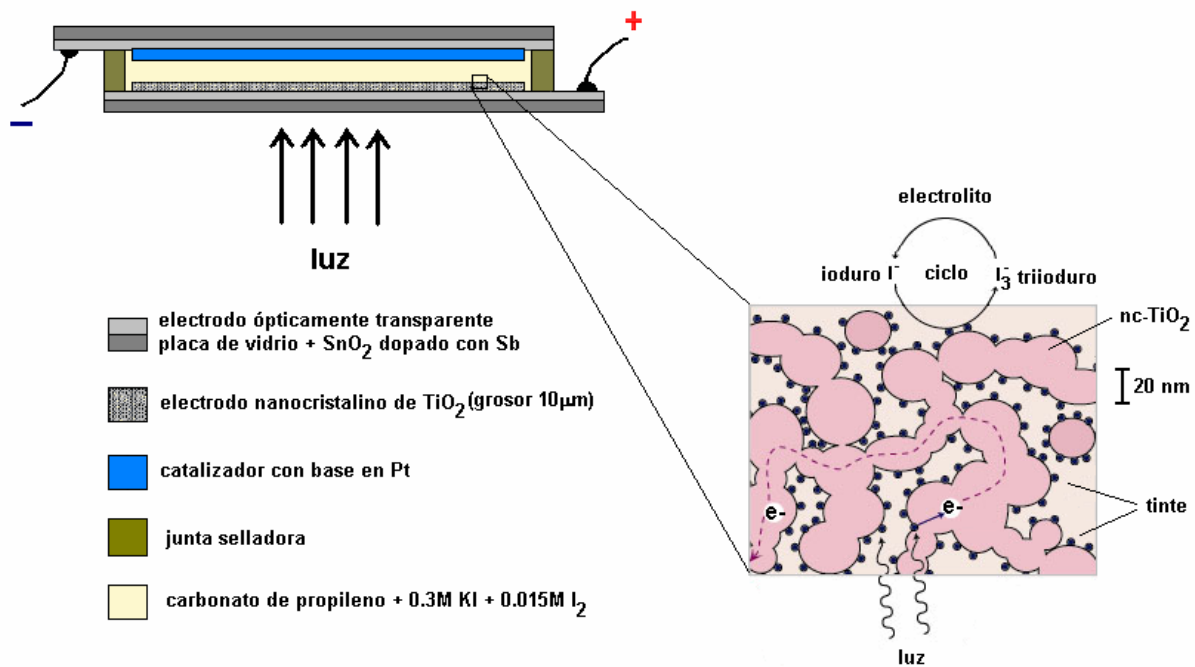 +
−
luz
electrodo ópticamente transparente
placa de vidrio + SnO2 dopado con Sb
electrodo nanocristalino de TiO2 (grosor 10µm)
catalizador con base en Pt
junta selladora
carbonato de propileno + 0.3M KI + 0.015M I2
electrolito
ioduro I- ciclo I3- triioduro
nc-TiO2
20 nm
e-
e-
tinte
luz